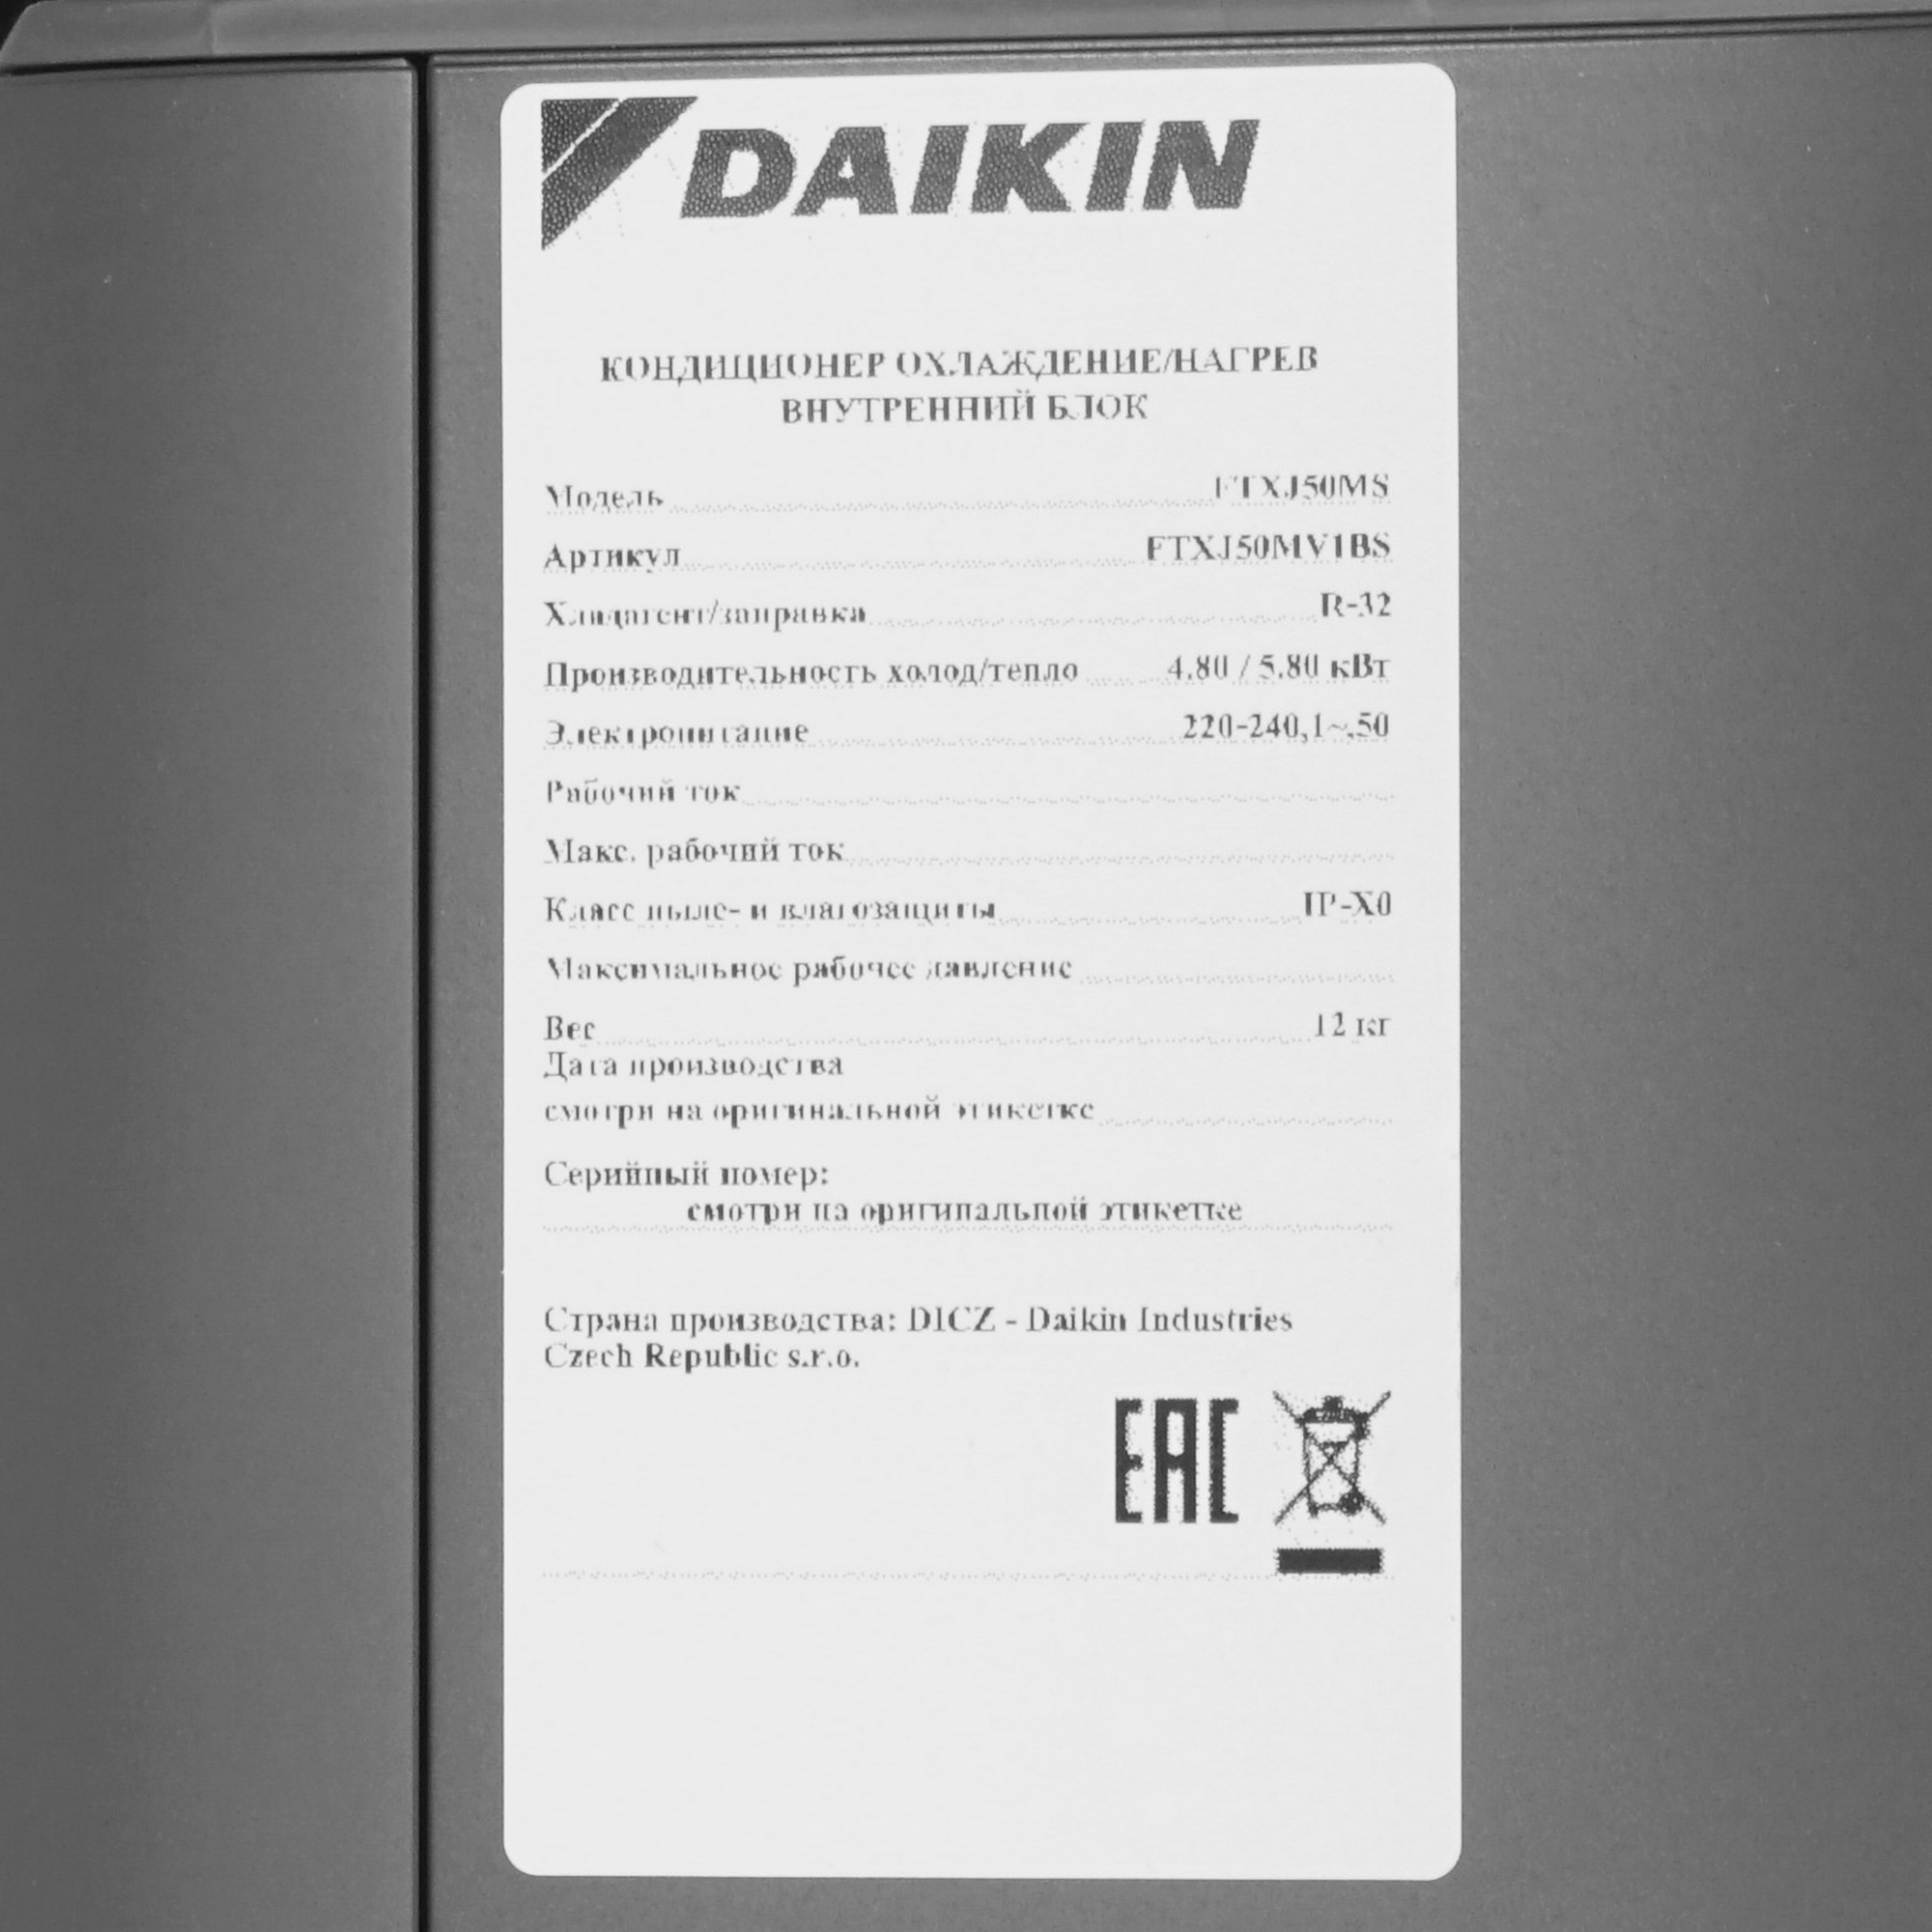 DAIKIN
КОНДИЦИОНЕР ОХЛАЖДЕНИЕ/НАГРЕВ
ВНУТРЕННИЙ БЛОК
Модель FTXJ50MS
Артикул FTXJ50MV1BS
Хладагент/заправка R-32
Производительность холод/тепло 4.80 / 5.80 кВт
Электропитание 220-240,1~,50
Рабочий ток
Макс. рабочий ток
Класс пыле- и влагозащиты IP-X0
Максимальное рабочее давление
Вес 12 кг
Дата производства
смотри на оригинальной этикетке
Серийный номер:
смотри на оригинальной этикетке
Страна производства: DICZ - Daikin Industries
Czech Republic s.r.o.
EAC